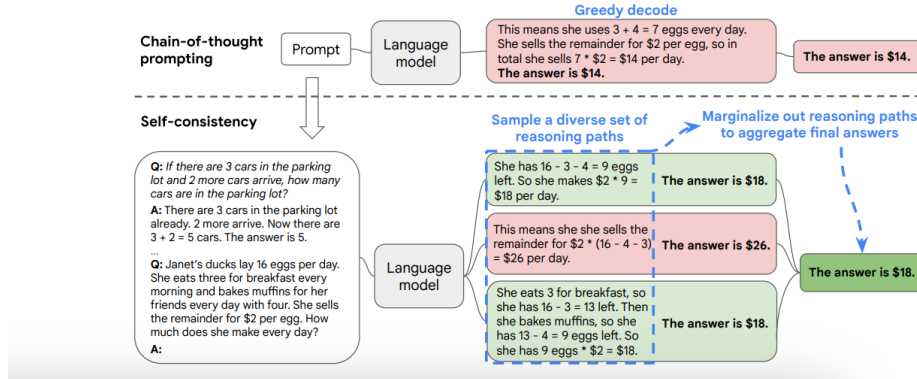 Greedy decode
Chain-of-thought
prompting
Prompt
Language
model
This means she uses 3 + 4 = 7 eggs every day.
She sells the remainder for $2 per egg, so in
total she sells 7 * $2 = $14 per day.
The answer is $14.
The answer is $14.
Self-consistency
Sample a diverse set of
reasoning paths
Marginalize out reasoning paths
to aggregate final answers
Q: If there are 3 cars in the parking
lot and 2 more cars arrive, how many
cars are in the parking lot?
A: There are 3 cars in the parking lot
already. 2 more arrive. Now there are
3 + 2 = 5 cars. The answer is 5.
...
Q: Janet's ducks lay 16 eggs per day.
She eats three for breakfast every
morning and bakes muffins for her
friends every day with four. She sells
the remainder for $2 per egg. How
much does she make every day?
A:
Language
model
She has 16 - 3 - 4 = 9 eggs
left. So she makes $2 * 9 =
$18 per day.
The answer is $18.
This means she she sells the
remainder for $2 * (16 - 4 - 3)
= $26 per day.
The answer is $26.
She eats 3 for breakfast, so
she has 16 - 3 = 13 left. Then
she bakes muffins, so she
has 13 - 4 = 9 eggs left. So
she has 9 eggs * $2 = $18.
The answer is $18.
The answer is $18.